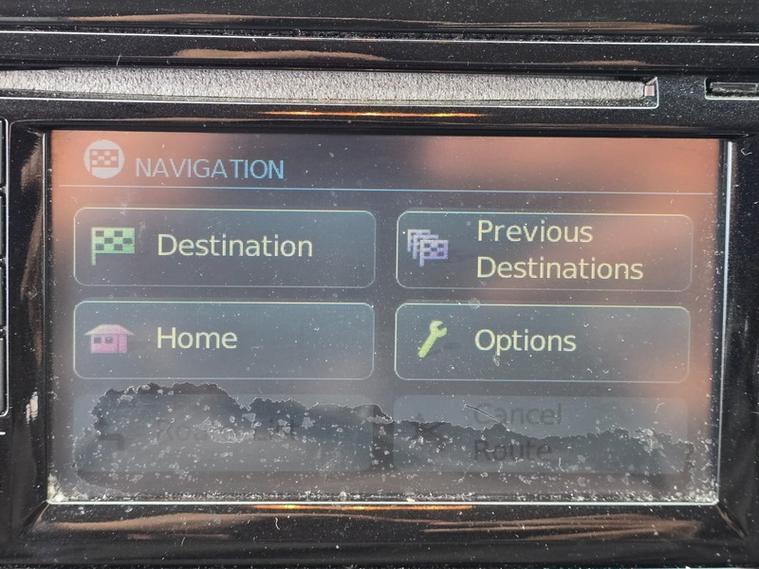 NAVIGATION
Destination
Previous
Destinations
Home
Options
Cancel
Route